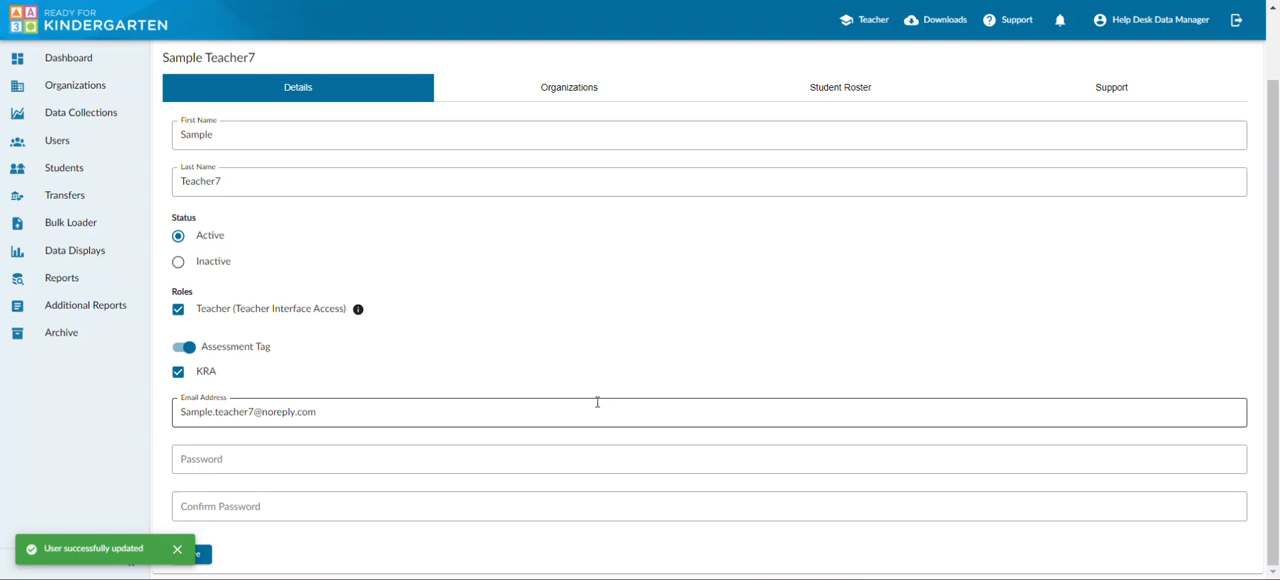 READY FOR
KINDERGARTEN
Teacher
Downloads
Support
Help Desk Data Manager
Dashboard
Organizations
Data Collections
Users
Students
Transfers
Bulk Loader
Data Displays
Reports
Additional Reports
Archive
Sample Teacher7
Details
Organizations
Student Roster
Support
First Name
Sample
Last Name
Teacher7
Status
Active
Inactive
Roles
Teacher (Teacher Interface Access)
Assessment Tag
KRA
Email Address
Sample.teacher7@noreply.com
Password
Confirm Password
User successfully updated